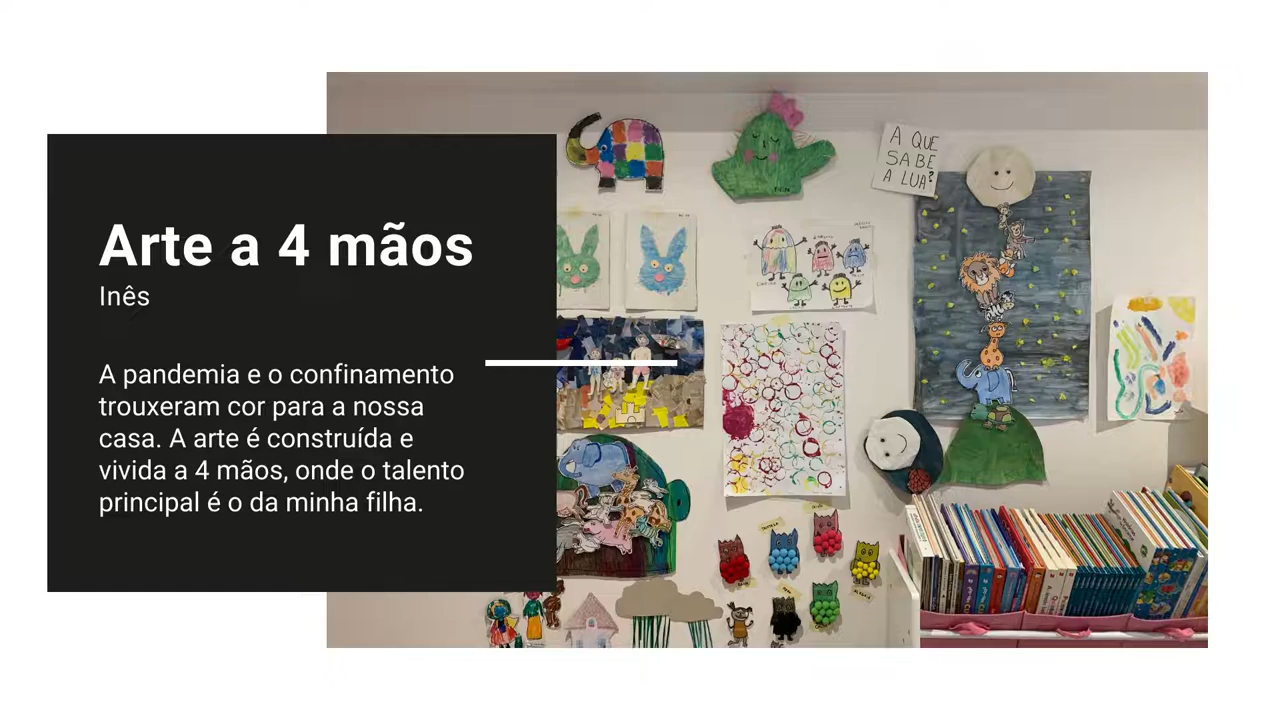 Arte a 4 mãos
Inês
A pandemia e o confinamento
trouxeram cor para a nossa
casa. A arte é construída e
vivida a 4 mãos, onde o talento
principal é o da minha filha.
A QUE
SABE
A LUA?